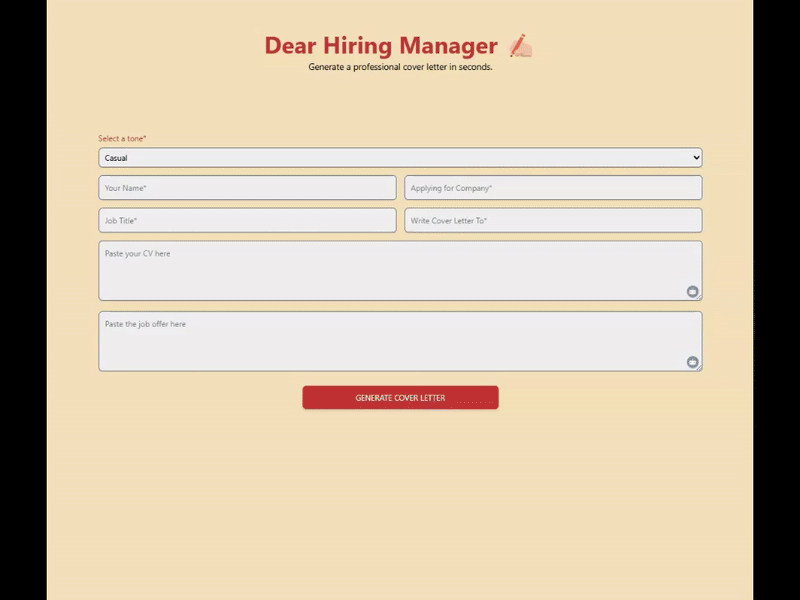 Dear Hiring Manager
Generate a professional cover letter in seconds.
Select a tone*
Casual
Your Name*
Applying for Company*
Job Title*
Write Cover Letter To*
Paste your CV here
Paste the job offer here
GENERATE COVER LETTER